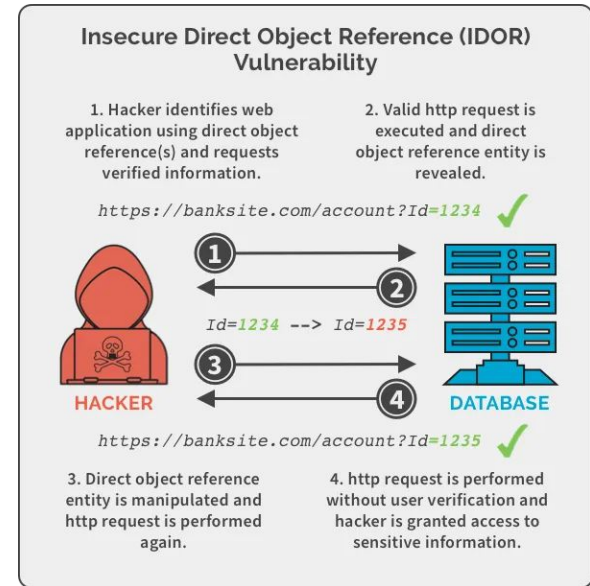 Insecure Direct Object Reference (IDOR)
Vulnerability
1. Hacker identifies web
application using direct object
reference(s) and requests
verified information.
2. Valid http request is
executed and direct
object reference entity is
revealed.
https://banksite.com/account?Id=1234
1
2
Id=1234 --> Id=1235
3
4
HACKER
DATABASE
https://banksite.com/account?Id=1235
3. Direct object reference
entity is manipulated and
http request is performed
again.
4. http request is performed
without user verification and
hacker is granted access to
sensitive information.